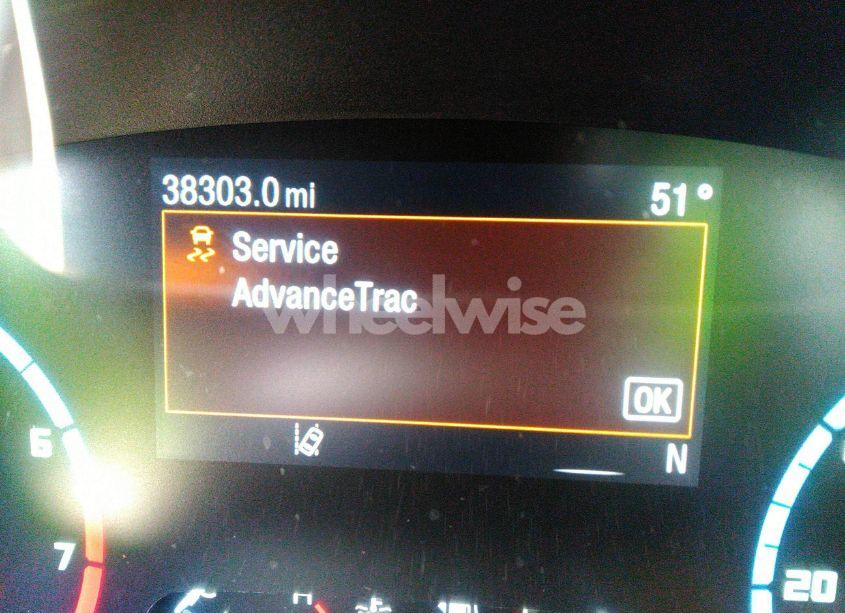 38303.0 mi
51°
Service
AdvanceTrac
wheelwise
OK
N
6
7
20
H